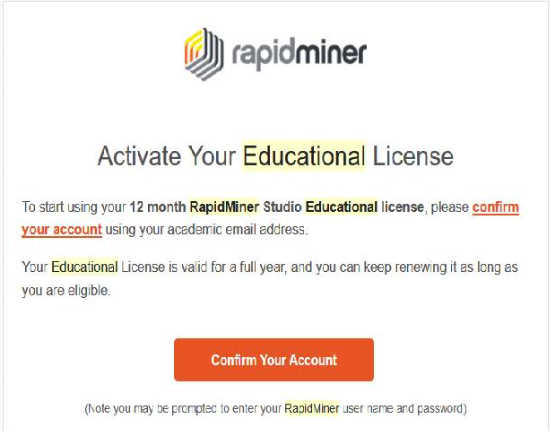 rapidminer
Activate Your Educational License
To start using your 12 month RapidMiner Studio Educational license, please confirm
your account using your academic email address.
Your Educational License is valid for a full year, and you can keep renewing it as long as
you are eligible.
Confirm Your Account
(Note you may be prompted to enter your RapidMiner user name and password)